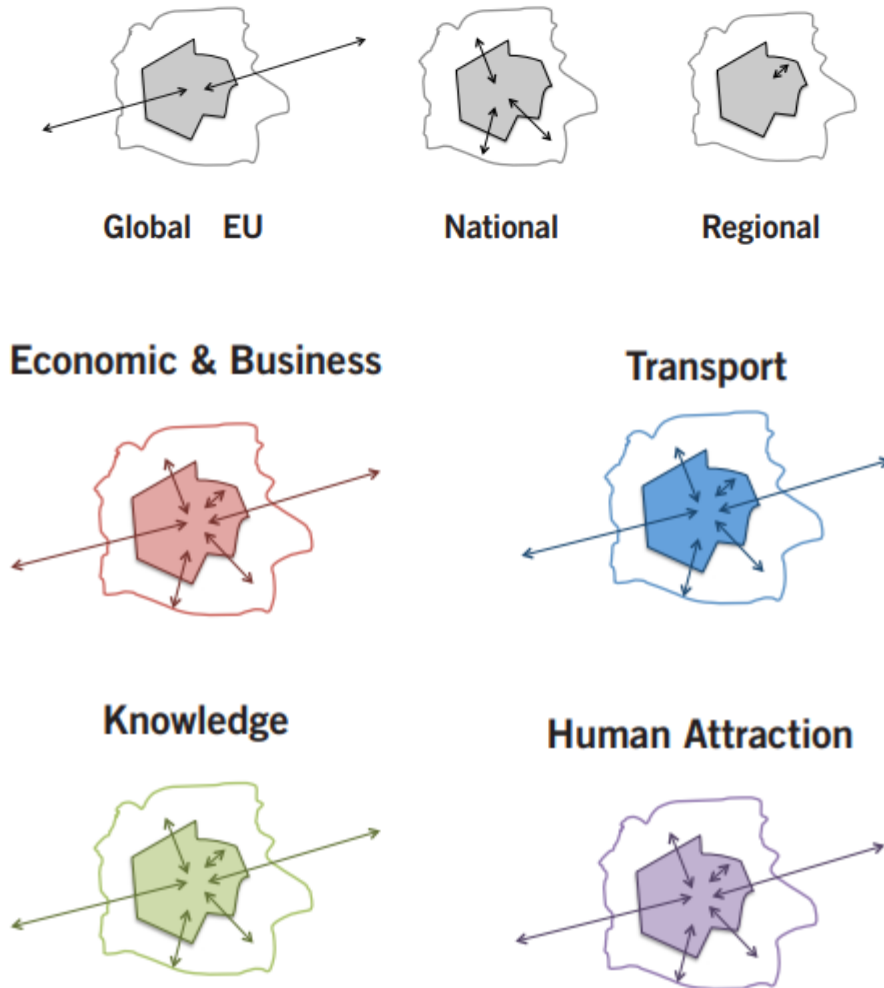 Global EU
National
Regional
Economic & Business
Transport
Knowledge
Human Attraction